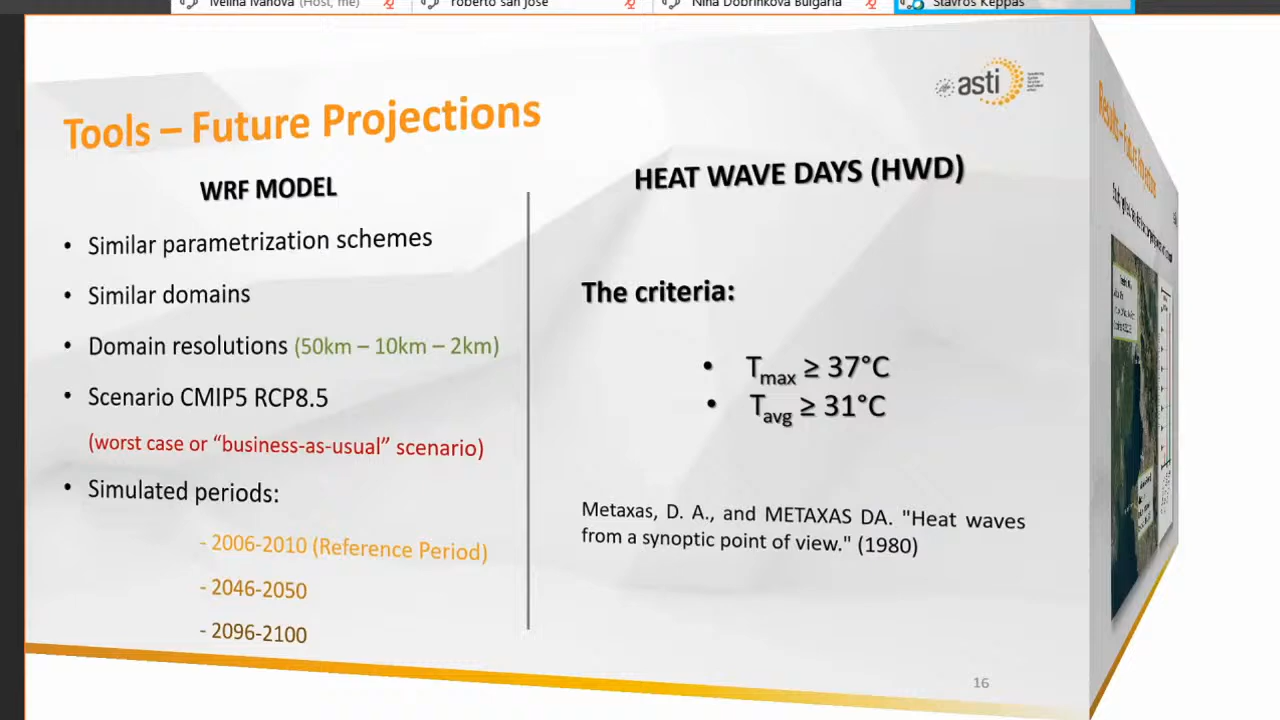 Ivelina Ivanova (Host, me)
roberto san jose
Nina Dobrinkova Bulgaria
Stavros Keppas
asti
Tools – Future Projections
WRF MODEL
• Similar parametrization schemes
• Similar domains
• Domain resolutions (50km – 10km – 2km)
• Scenario CMIP5 RCP8.5
(worst case or “business-as-usual” scenario)
• Simulated periods:
- 2006-2010 (Reference Period)
- 2046-2050
- 2096-2100
HEAT WAVE DAYS (HWD)
The criteria:
• Tmax ≥ 37°C
• Tavg ≥ 31°C
Metaxas, D. A., and METAXAS DA. "Heat waves
from a synoptic point of view." (1980)
16
Results – Future Projections